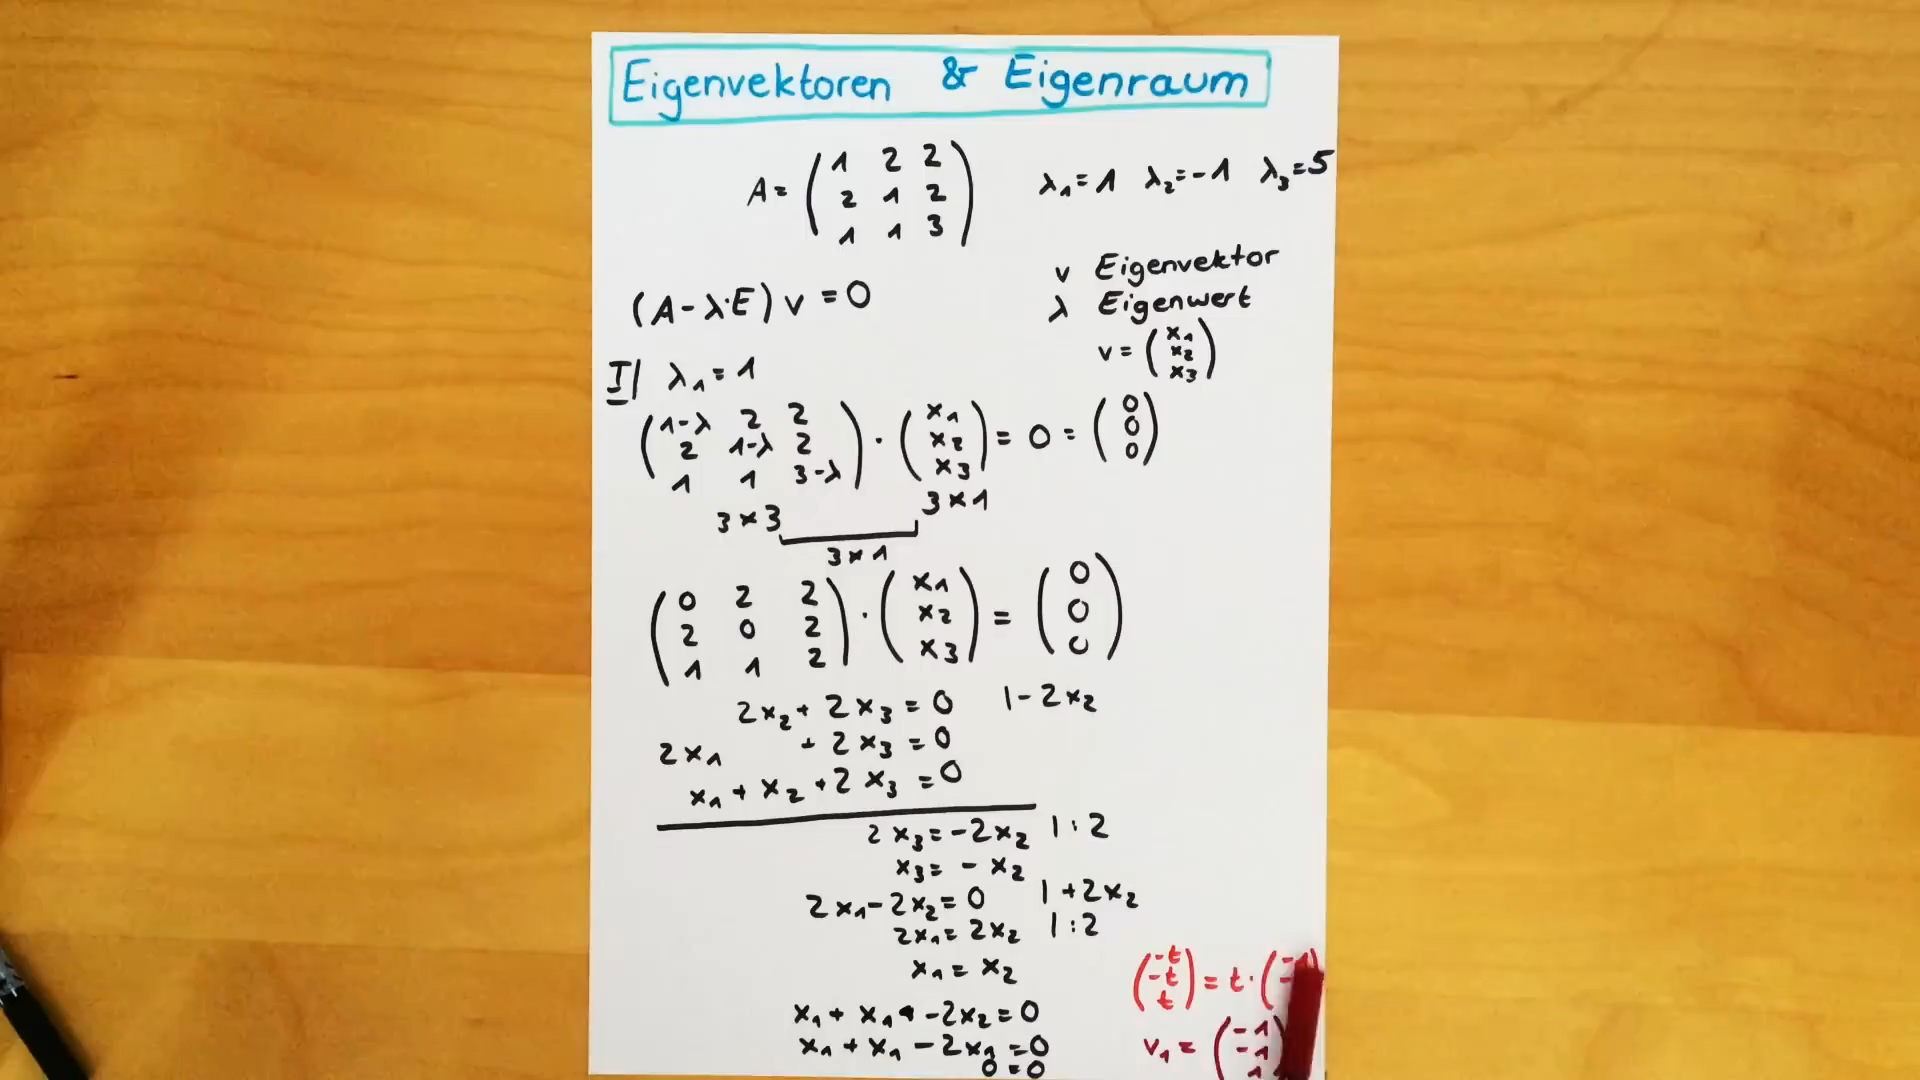 Eigenvektoren & Eigenraum
A = ( 1 2 2
2 1 2
1 1 3 )
λ₁=1 λ₂=-1 λ₃=5
(A-λ·E) v = 0
v Eigenvektor
λ Eigenwert
v = ( x₁
x₂
x₃ )
I| λ₁ = 1
( 1-λ 2 2
2 1-λ 2
1 1 3-λ ) · ( x₁
x₂
x₃ ) = 0 = ( 0
0
0 )
3×3 3×1
3×1
( 0 2 2
2 0 2
1 1 2 ) · ( x₁
x₂
x₃ ) = ( 0
0
0 )
2x₂ + 2x₃ = 0 |-2x₂
2x₁ + 2x₃ = 0
x₁ + x₂ + 2x₃ = 0
2x₃ = -2x₂ | : 2
x₃ = -x₂
2x₁ - 2x₂ = 0 | +2x₂
2x₁ = 2x₂ | : 2
x₁ = x₂
x₁ + x₁ + -2x₂ = 0
x₁ + x₁ - 2x₁ = 0
0 = 0
( -t
-t
t ) = t · ( -1
v₁ = ( -1
-1
1